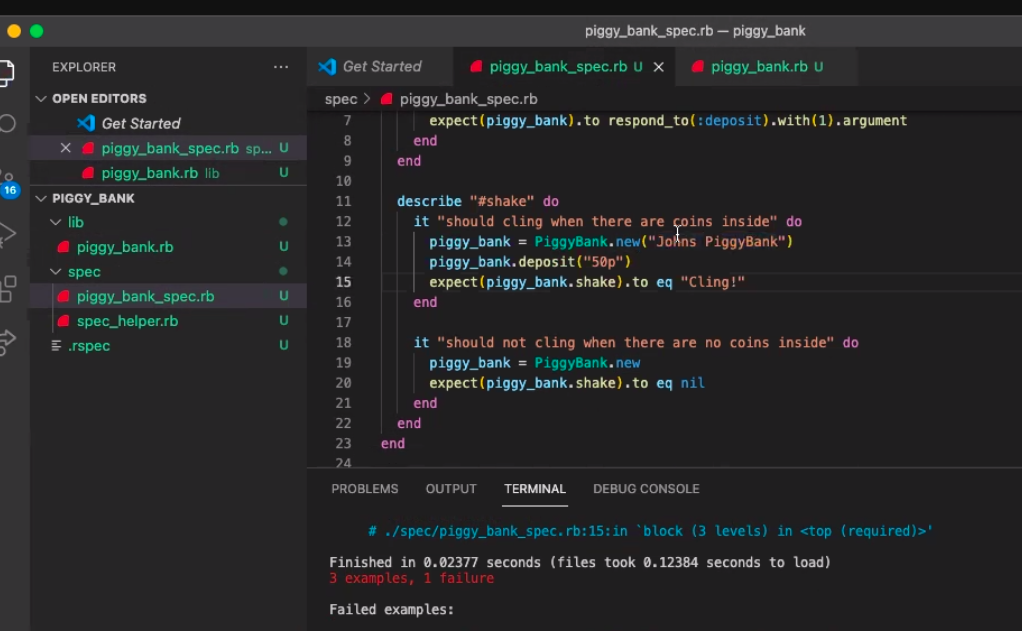 piggy_bank_spec.rb — piggy_bank
EXPLORER ...
OPEN EDITORS
Get Started
piggy_bank_spec.rb sp... U
piggy_bank.rb lib U
16
PIGGY_BANK
lib
piggy_bank.rb U
spec
piggy_bank_spec.rb U
spec_helper.rb U
.rspec U
Get Started piggy_bank_spec.rb U piggy_bank.rb U
spec > piggy_bank_spec.rb
7 expect(piggy_bank).to respond_to(:deposit).with(1).argument
8 end
9 end
10
11 describe "#shake" do
12 it "should cling when there are coins inside" do
13 piggy_bank = PiggyBank.new("Johns PiggyBank")
14 piggy_bank.deposit("50p")
15 expect(piggy_bank.shake).to eq "Cling!"
16 end
17
18 it "should not cling when there are no coins inside" do
19 piggy_bank = PiggyBank.new
20 expect(piggy_bank.shake).to eq nil
21 end
22 end
23 end
24
PROBLEMS OUTPUT TERMINAL DEBUG CONSOLE
# ./spec/piggy_bank_spec.rb:15:in `block (3 levels) in <top (required)>'
Finished in 0.02377 seconds (files took 0.12384 seconds to load)
3 examples, 1 failure
Failed examples: